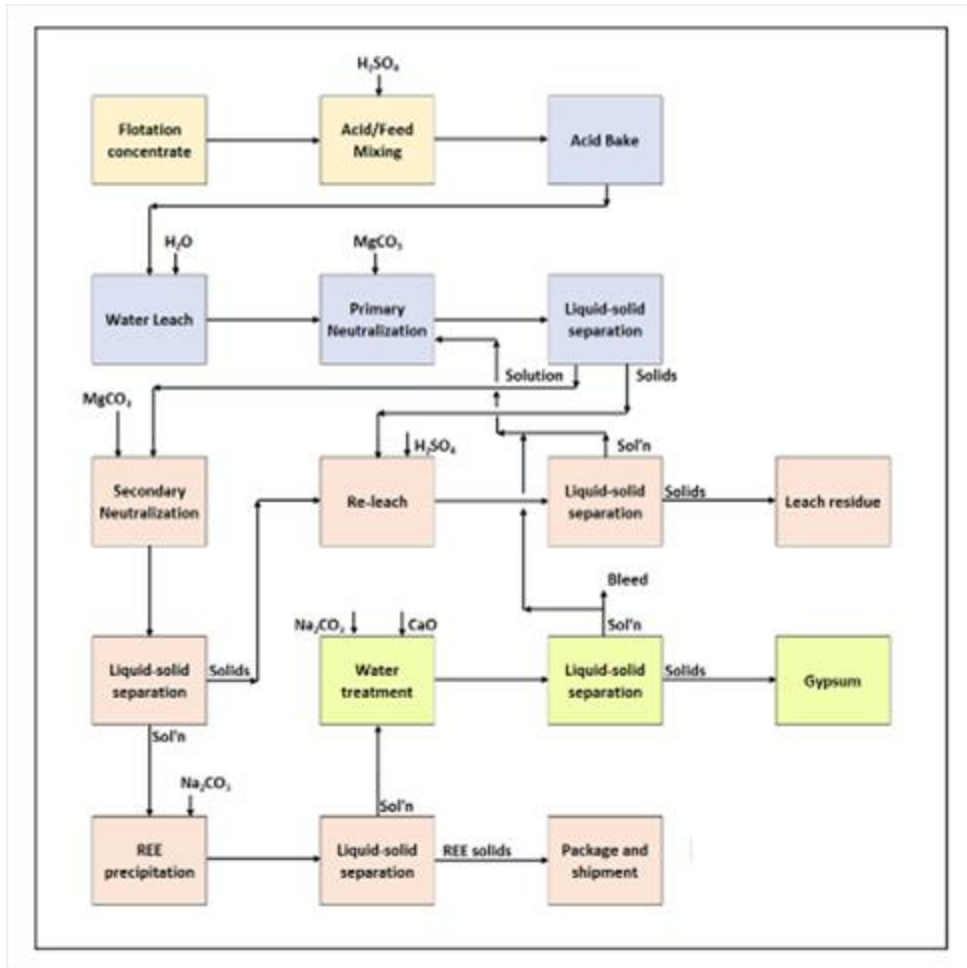 H₂SO₄
Flotation
concentrate
Acid/Feed
Mixing
Acid Bake
H₂O
MgCO₃
Water Leach
Primary
Neutralization
Liquid-solid
separation
Solution
Solids
MgCO₃
H₂SO₄
Sol'n
Secondary
Neutralization
Re-leach
Liquid-solid
separation
Solids
Leach residue
Bleed
Na₂CO₃
CaO
Sol'n
Liquid-solid
separation
Solids
Water
treatment
Liquid-solid
separation
Solids
Gypsum
Sol'n
Na₂CO₃
Sol'n
REE
precipitation
Liquid-solid
separation
REE solids
Package and
shipment